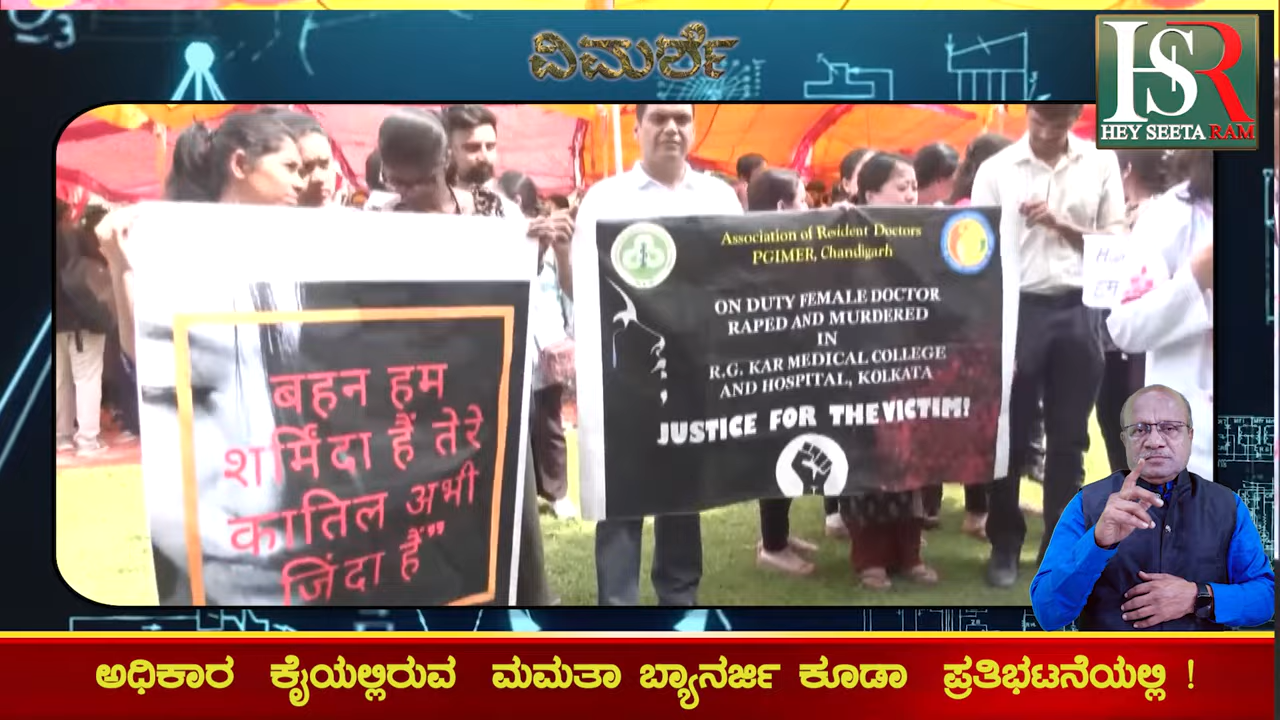 ವಿಮರ್ಶೆ
HSR
HEY SEETA RAM
बहन हम
शर्मिंदा हैं तेरे
कातिल अभी
जिंदा हैं"
Association of Resident Doctors
PGIMER, Chandigarh
ON DUTY FEMALE DOCTOR
RAPED AND MURDERED
IN
R.G. KAR MEDICAL COLLEGE
AND HOSPITAL, KOLKATA
JUSTICE FOR THE VICTIM!
ಅಧಿಕಾರ ಕೈಯಲ್ಲಿರುವ ಮಮತಾ ಬ್ಯಾನರ್ಜಿ ಕೂಡಾ ಪ್ರತಿಭಟನೆಯಲ್ಲಿ !